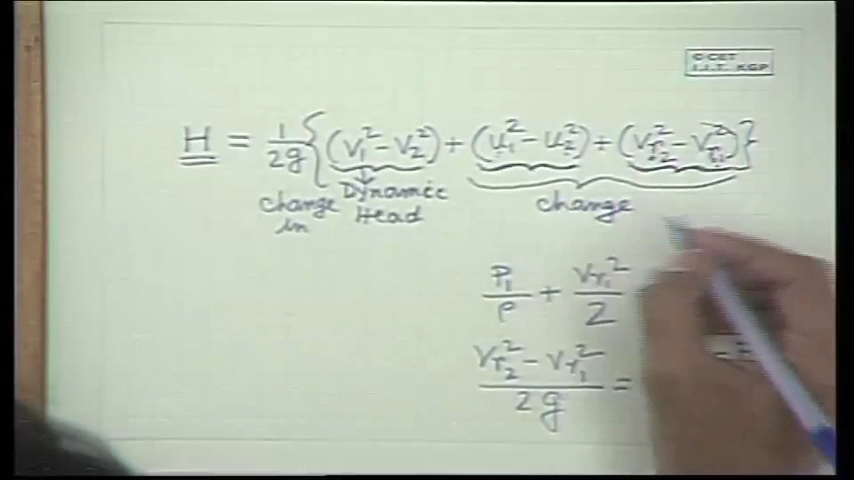 © CET
I.I.T. KGP
H = 1/2g {(V₁² - V₂²) + (u₁² - u₂²) + (Vr₂² - Vr₁²)}
change in Dynamic Head
change
P₁/ρ + Vr₁²/2
Vr₂² - Vr₁² / 2g =